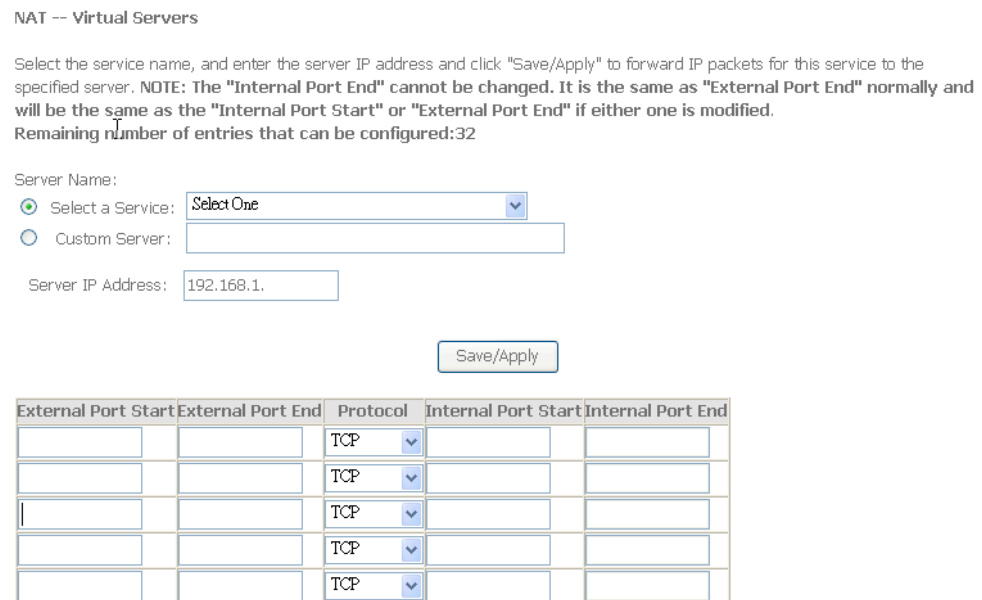 NAT -- Virtual Servers
Select the service name, and enter the server IP address and click "Save/Apply" to forward IP packets for this service to the
specified server. NOTE: The "Internal Port End" cannot be changed. It is the same as "External Port End" normally and
will be the same as the "Internal Port Start" or "External Port End" if either one is modified.
Remaining number of entries that can be configured:32
Server Name:
Select a Service: Select One
Custom Server:
Server IP Address: 192.168.1.
Save/Apply
External Port Start External Port End Protocol Internal Port Start Internal Port End
TCP
TCP
TCP
TCP
TCP